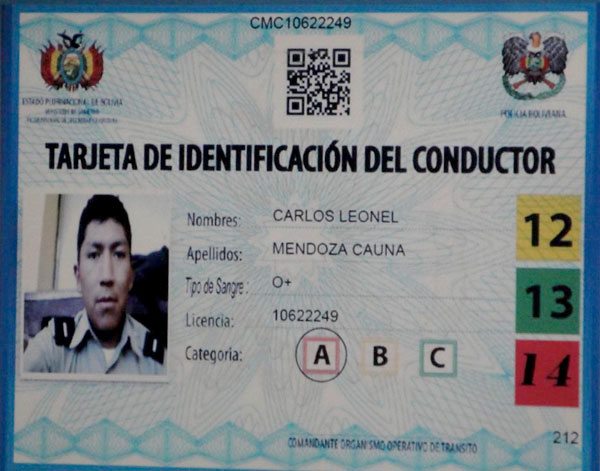 CMC10622249
ESTADO PLURINACIONAL DE BOLIVIA
POLICIA BOLIVIANA
TARJETA DE IDENTIFICACIÓN DEL CONDUCTOR
Nombres: CARLOS LEONEL
Apellidos: MENDOZA CAUNA
Tipo de Sangre: O+
Licencia: 10622249
Categoria: A B C
12
13
14
COMANDANTE ORGANISMO OPERATIVO DE TRANSITO
212